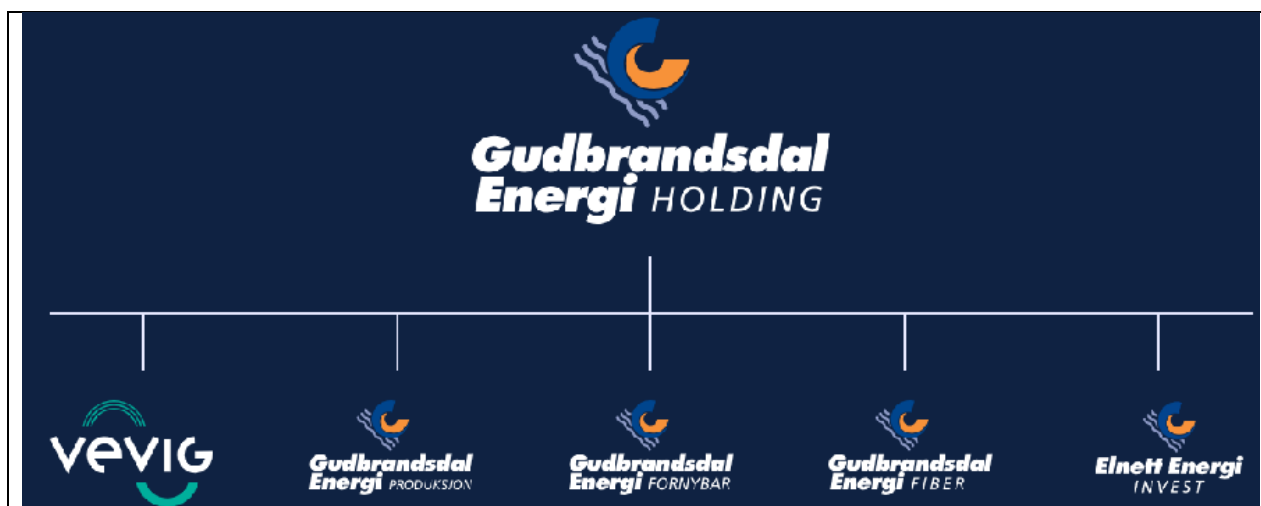 Gudbrandsdal
Energi HOLDING
vevig
Gudbrandsdal
Energi PRODUKSJON
Gudbrandsdal
Energi FORNYBAR
Gudbrandsdal
Energi FIBER
Elnett Energi
INVEST